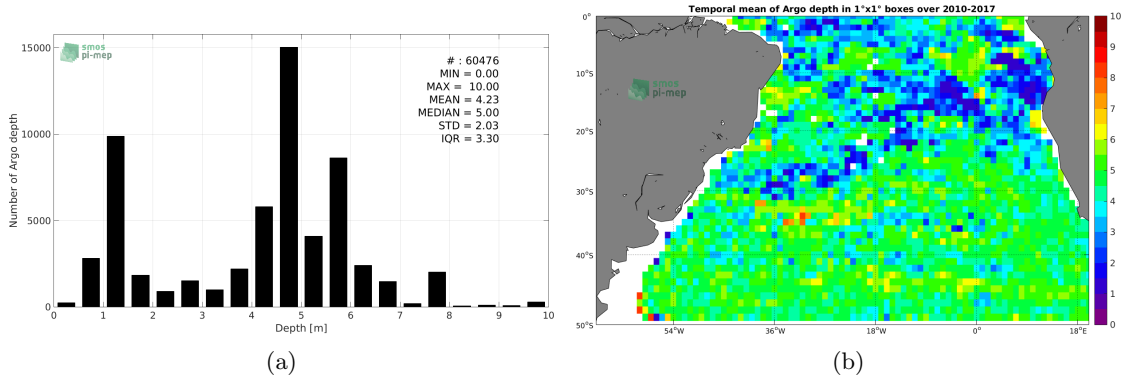 smos
pi-mep
# : 60476
MIN = 0.00
MAX = 10.00
MEAN = 4.23
MEDIAN = 5.00
STD = 2.03
IQR = 3.30
Number of Argo depth
15000
10000
5000
0
0 1 2 3 4 5 6 7 8 9 10
Depth [m]
(a)
Temporal mean of Argo depth in 1°x1° boxes over 2010-2017
smos
pi-mep
0°
10°S
20°S
30°S
40°S
50°S
54°W 36°W 18°W 0° 18°E
10
9
8
7
6
5
4
3
2
1
0
(b)